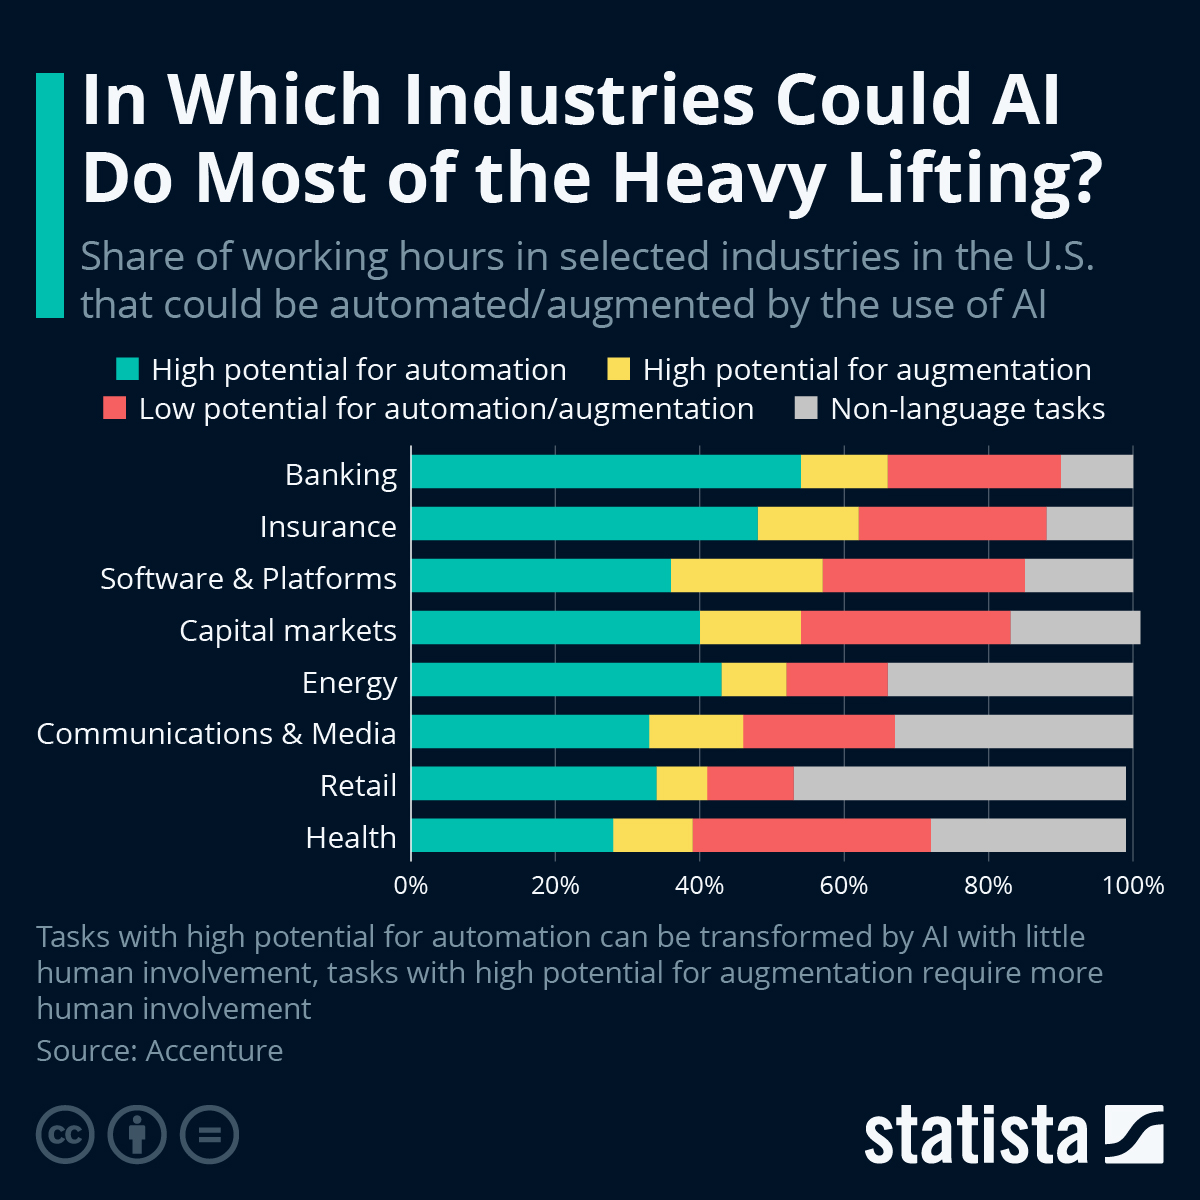 In Which Industries Could AI
Do Most of the Heavy Lifting?
Share of working hours in selected industries in the U.S.
that could be automated/augmented by the use of AI
High potential for automation High potential for augmentation
Low potential for automation/augmentation Non-language tasks
Banking
Insurance
Software & Platforms
Capital markets
Energy
Communications & Media
Retail
Health
0% 20% 40% 60% 80% 100%
Tasks with high potential for automation can be transformed by AI with little
human involvement, tasks with high potential for augmentation require more
human involvement
Source: Accenture
cc statista